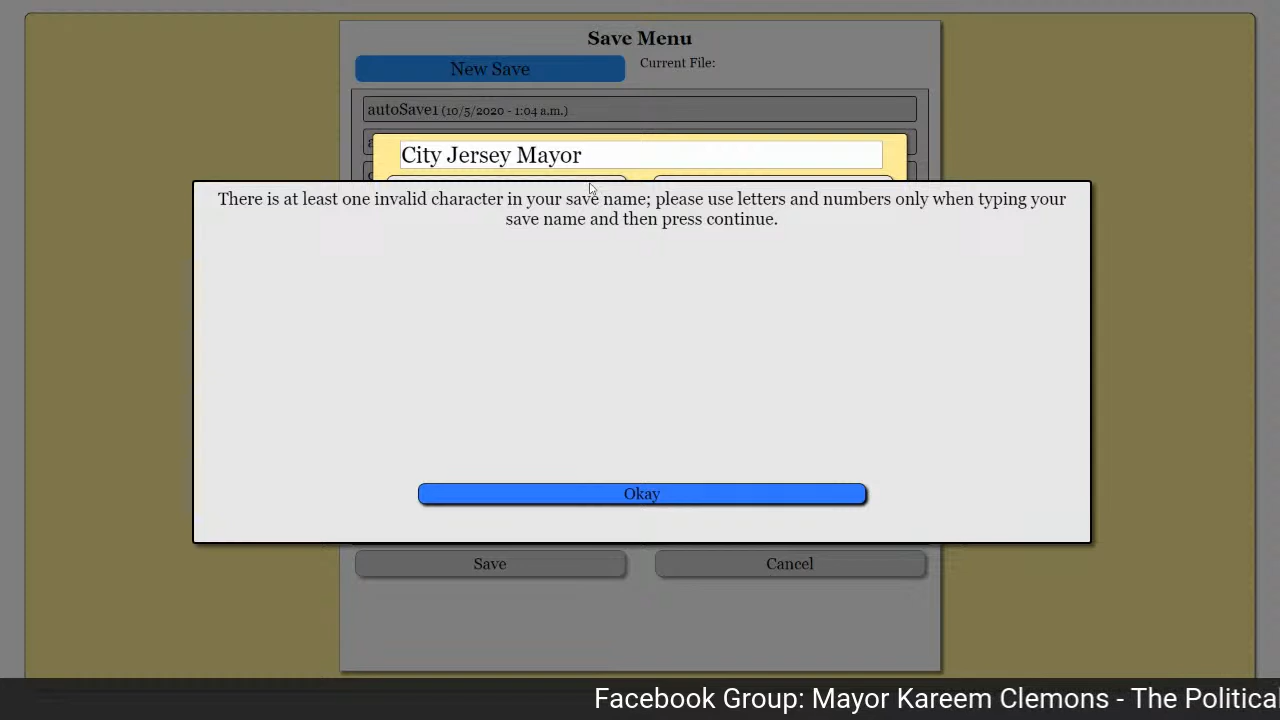 Save Menu
New Save
Current File:
autoSave1 (10/5/2020 - 1:04 a.m.)
City Jersey Mayor
There is at least one invalid character in your save name; please use letters and numbers only when typing your
save name and then press continue.
Okay
Save
Cancel
Facebook Group: Mayor Kareem Clemons - The Political